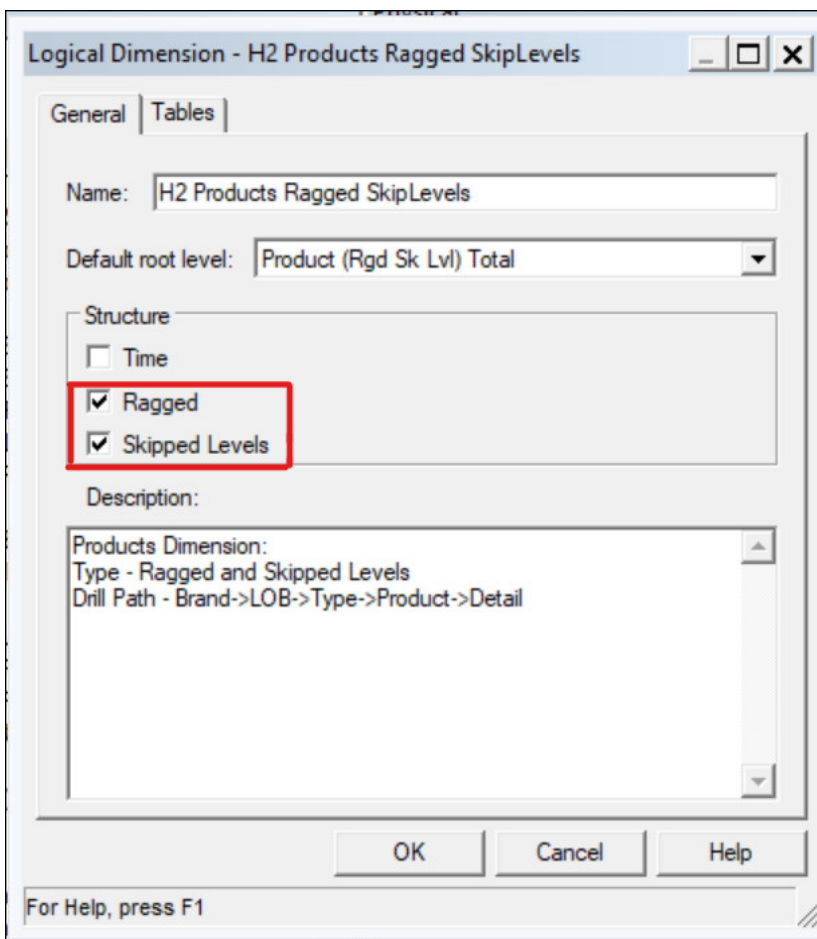 Logical Dimension - H2 Products Ragged SkipLevels
General Tables
Name: H2 Products Ragged SkipLevels
Default root level: Product (Rgd Sk Lvl) Total
Structure
Time
Ragged
Skipped Levels
Description:
Products Dimension:
Type - Ragged and Skipped Levels
Drill Path - Brand->LOB->Type->Product->Detail
OK Cancel Help
For Help, press F1